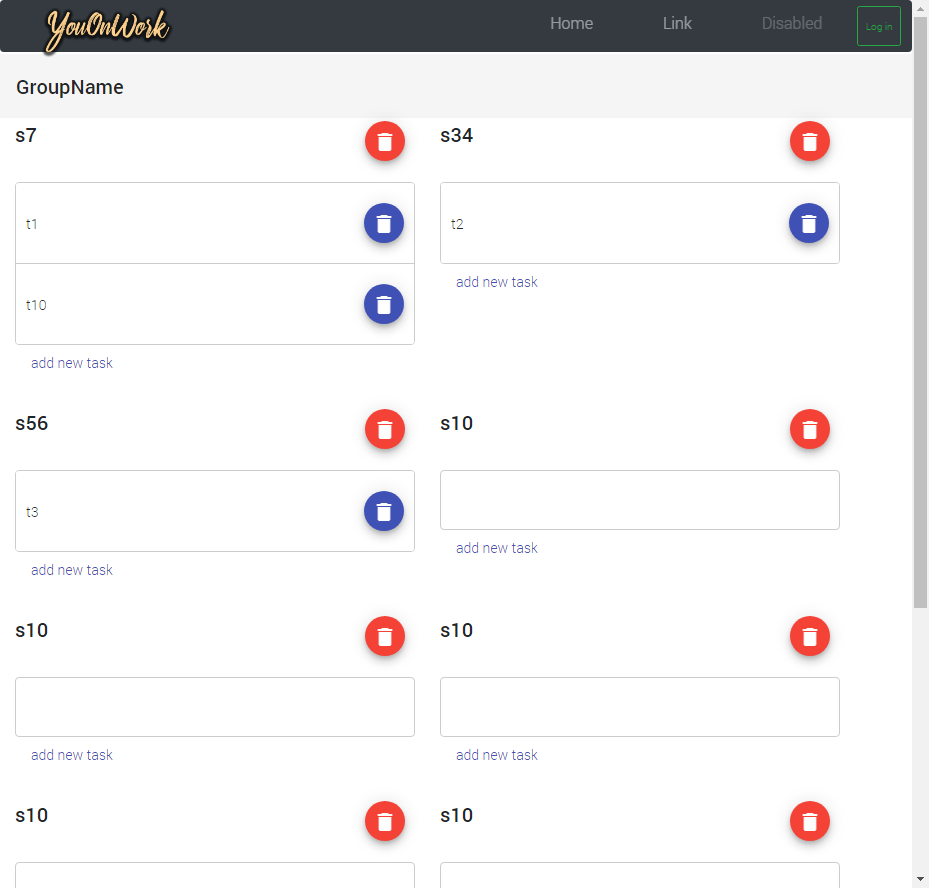 YouOnWork
Home Link Disabled Log in
GroupName
s7
t1
t10
add new task
s34
t2
add new task
s56
t3
add new task
s10
add new task
s10
add new task
s10
add new task
s10
s10